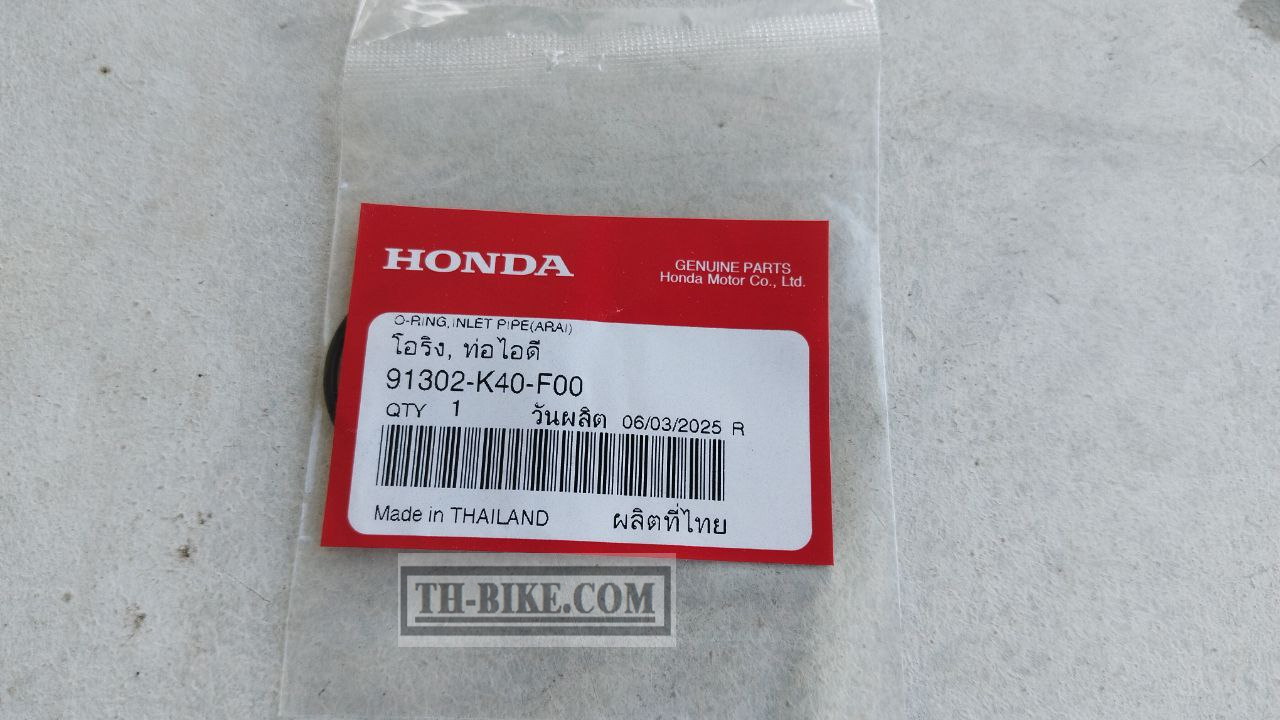 HONDA
GENUINE PARTS
Honda Motor Co., Ltd.
O-RING, INLET PIPE(ARAI)
โอริง, ท่อไอดี
91302-K40-F00
QTY 1 วันผลิต 06/03/2025 R
Made in THAILAND ผลิตที่ไทย
TH-BIKE.COM